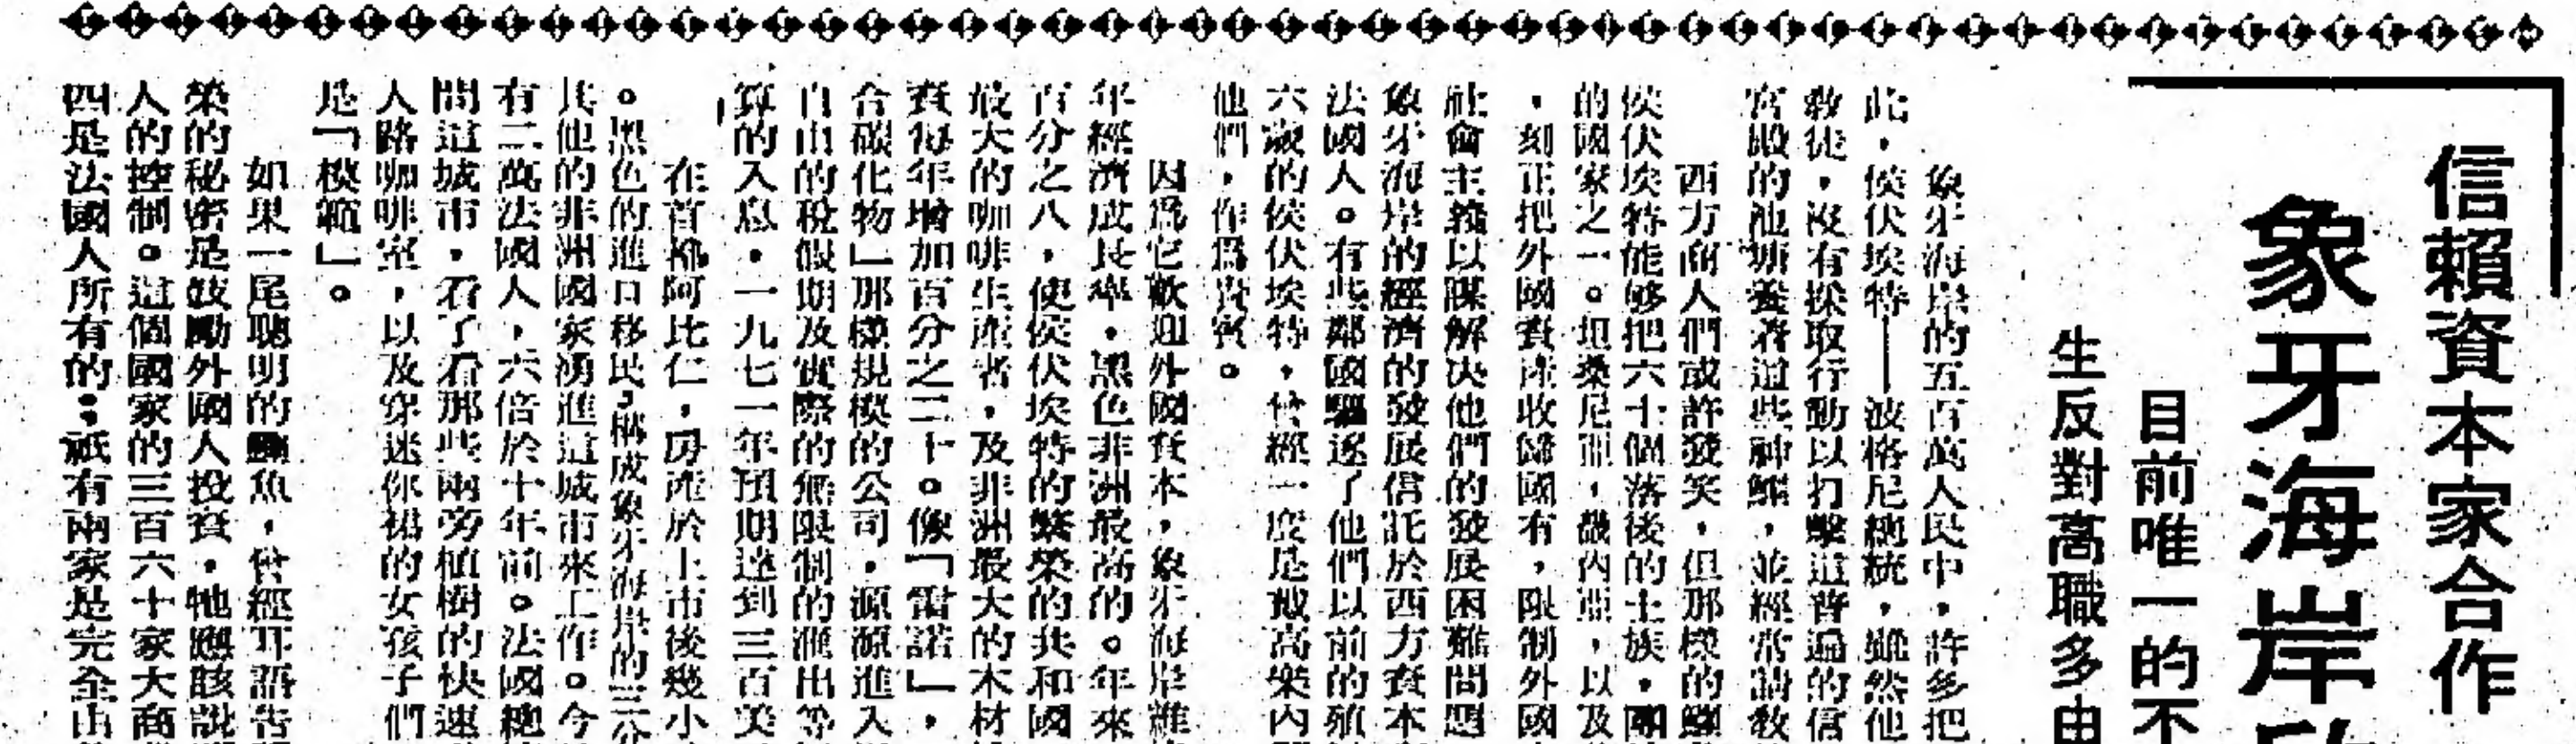 信賴資本家合作
象牙海岸
目前唯一的不
生反對高職多由
象牙海岸的五百萬人民中，許多把
此，侯伏埃特——波格尼總統，雖然他
教徒，沒有採取行動以打擊這普遍的信
宮殿的池塘養著這些神鱷，並經常請教
西方商人們或許發笑，但那樣的鱷
侯伏埃特能够把六十個落後的土族，團
的國家之一。坦桑尼亞，畿內亞，以及
，刻正把外國資產收歸國有，限制外國
社會主義以謀解決他們的發展困難問題
象牙海岸的經濟的發展信託於西方資本
法國人。有些鄰國驅逐了他們以前的殖
六歲的侯伏埃特，曾經一度是戴高樂內
他們，作爲貴賓。
因爲它歡迎外國資本，象牙海岸維
年經濟成長率，黑色非洲最高的。年來
百分之八，使侯伏埃特的繁榮的共和國
最大的咖啡生產者，及非洲最大的木材
資每年增加百分之二十。像「雷諾」，
合碳化物」那樣規模的公司，源源進入
自由的稅假期及實際的無限制的滙出等
算的入息，一九七一年預期達到三百美
在首都阿比仁，房產於上市後幾小
。黑色的進口移民，構成象牙海岸的三分
其他的非洲國家湧進這城市來工作。今
有二萬法國人，六倍於十年前。法國總
問這城市，看了看那些兩旁植樹的快速
人路咖啡室，以及穿迷你裙的女孩子們
是「模範」。
如果一尾聰明的鱷魚，曾經耳語告
榮的秘密是鼓勵外國人投資，牠應該說
人的控制。這個國家的三百六十家大商
四是法國人所有的；祗有兩家是完全由